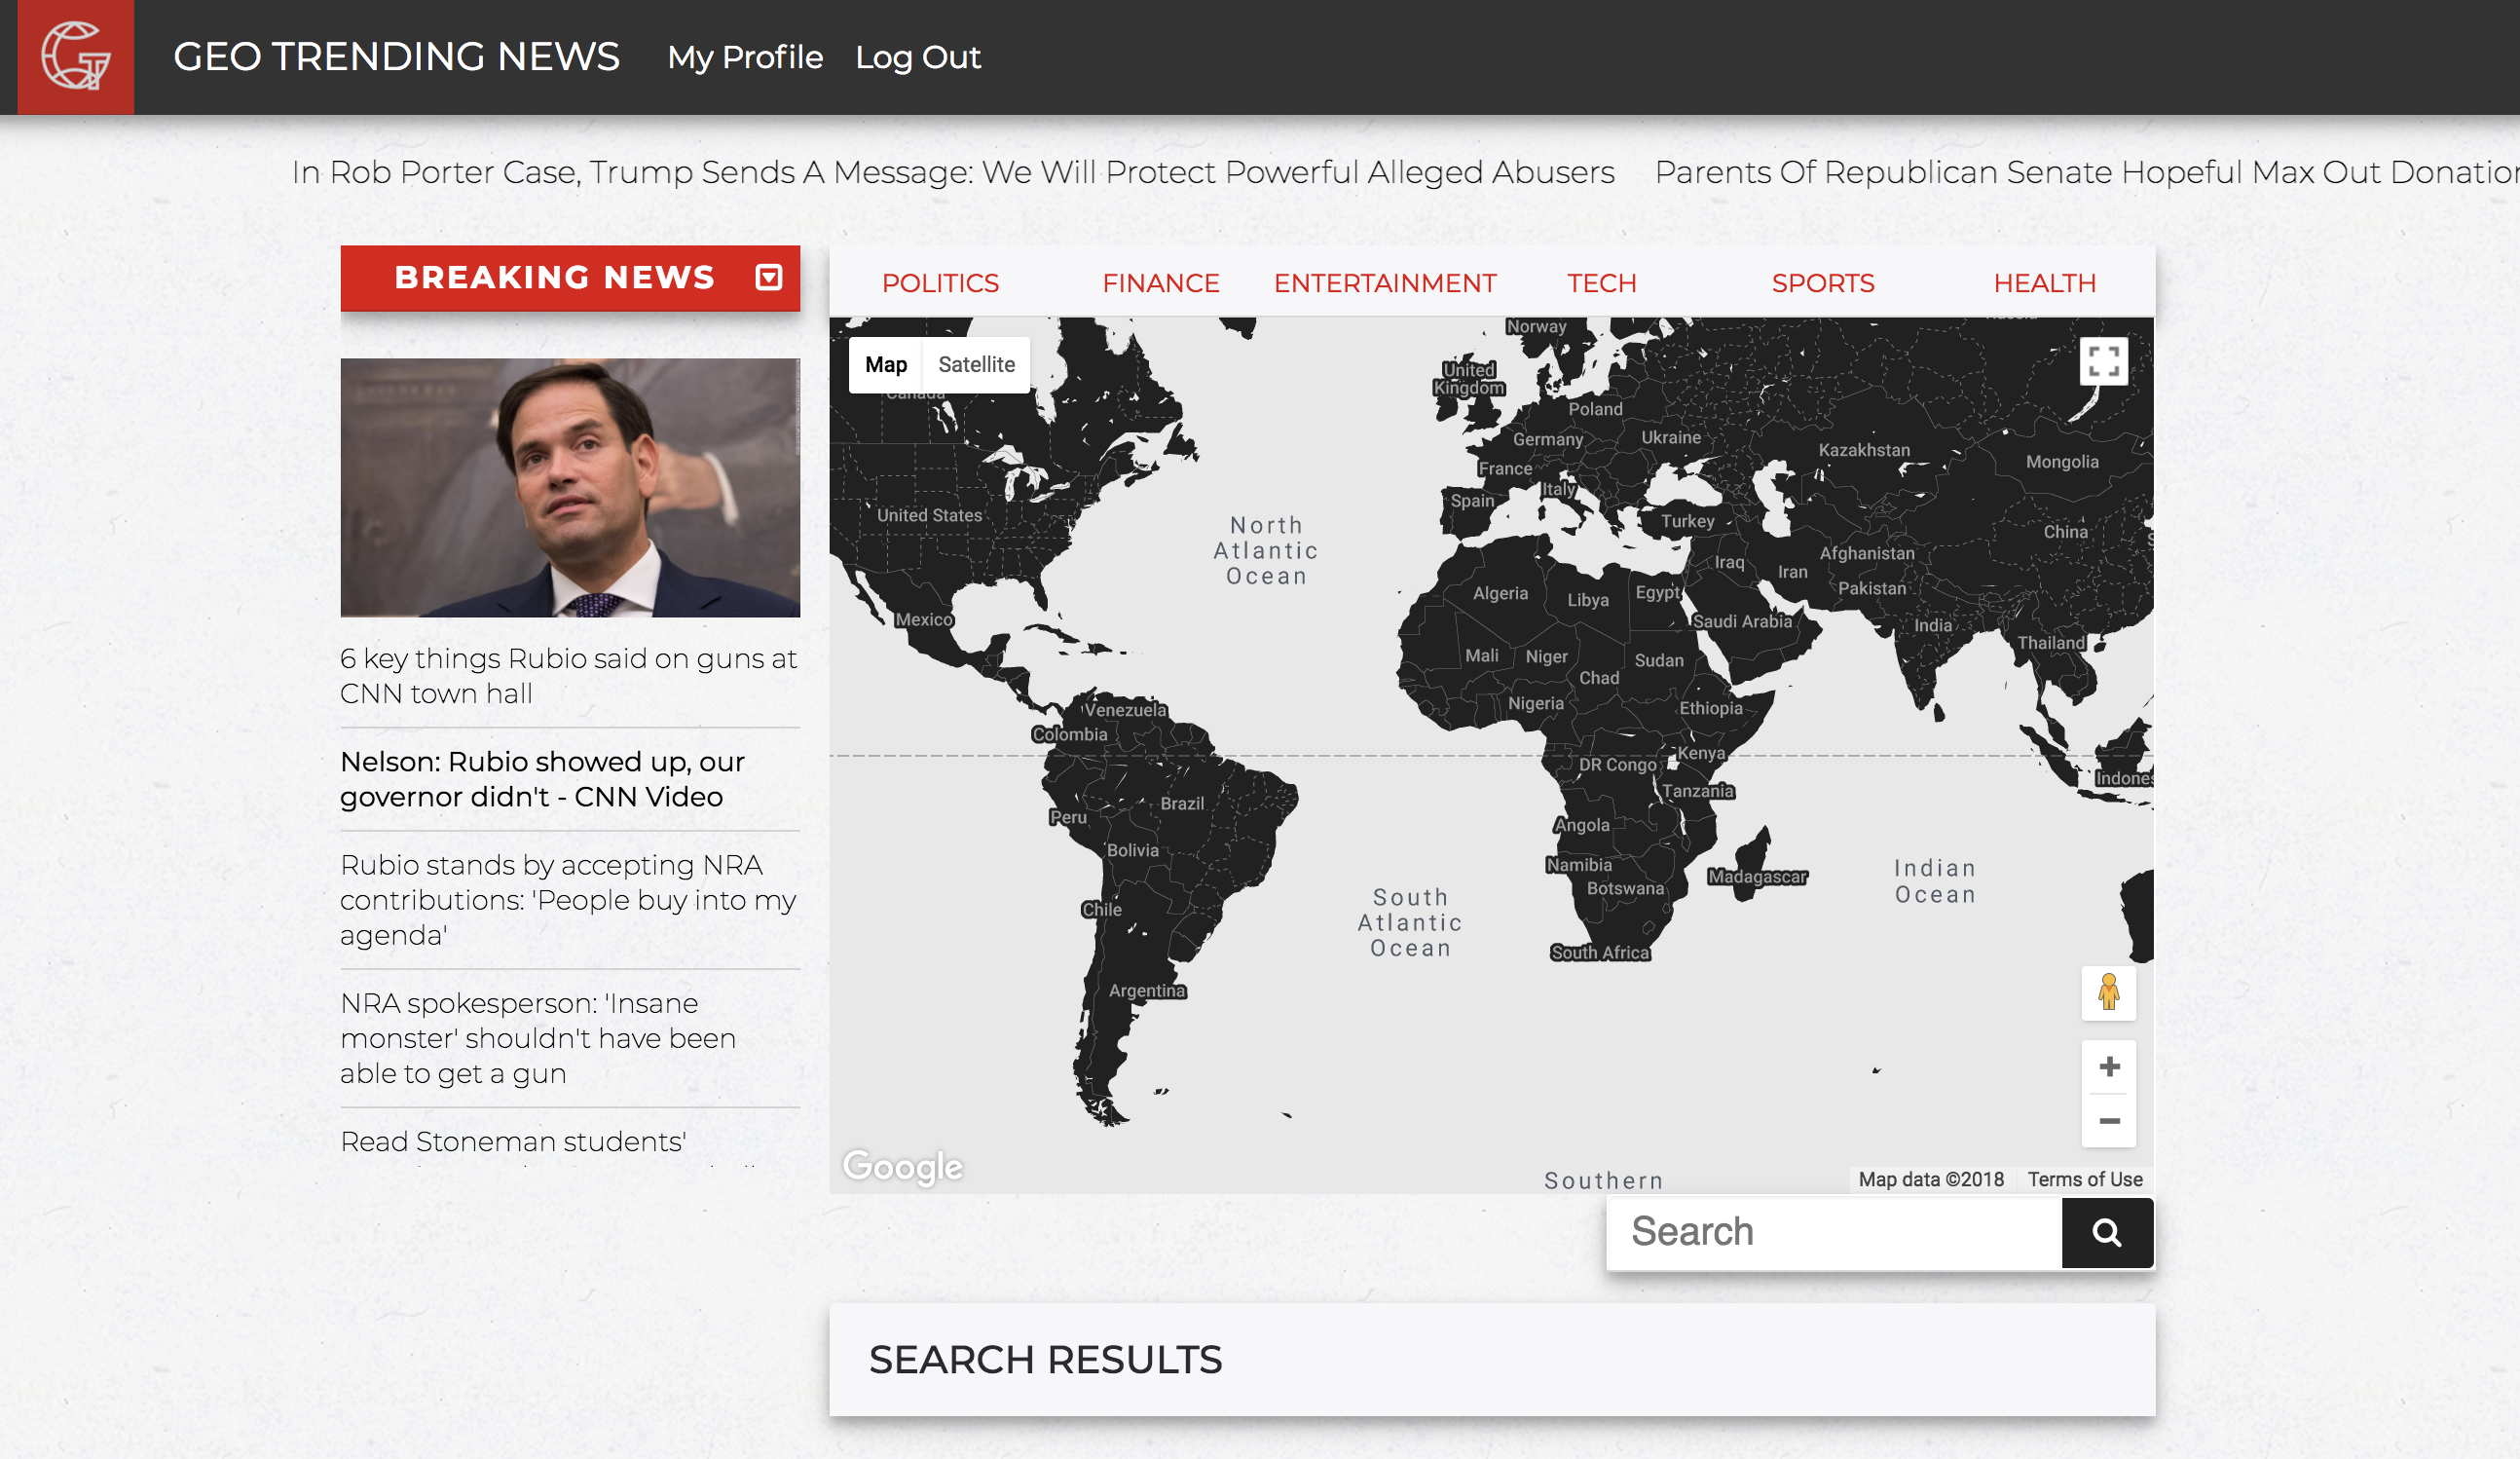 GT
GEO TRENDING NEWS
My Profile
Log Out
In Rob Porter Case, Trump Sends A Message: We Will Protect Powerful Alleged Abusers
Parents Of Republican Senate Hopeful Max Out
BREAKING NEWS
6 key things Rubio said on guns at
CNN town hall
Nelson: Rubio showed up, our
governor didn't - CNN Video
Rubio stands by accepting NRA
contributions: 'People buy into my
agenda'
NRA spokesperson: 'Insane
monster' shouldn't have been
able to get a gun
Read Stoneman students'
POLITICS
FINANCE
ENTERTAINMENT
TECH
SPORTS
HEALTH
Map
Satellite
Canada
Norway
United
Kingdom
Poland
Germany
Ukraine
Kazakhstan
Mongolia
France
Italy
Spain
United States
Turkey
China
North
Atlantic
Ocean
Afghanistan
Iraq
Iran
Pakistan
Algeria
Libya
Egypt
Mexico
Saudi Arabia
India
Thailand
Mali
Niger
Sudan
Chad
Nigeria
Ethiopia
Venezuela
Colombia
Kenya
DR Congo
Indones
Tanzania
Brazil
Peru
Angola
Bolivia
Namibia
Madagascar
Botswana
Indian
Ocean
South
Atlantic
Ocean
Chile
South Africa
Argentina
Google
Southern
Map data ©2018
Terms of Use
Search
SEARCH RESULTS